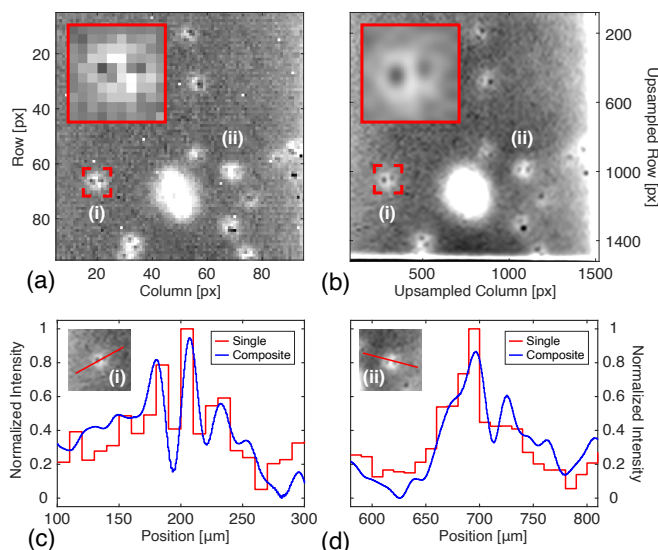 20
40
60
80
Row [px]
20 40 60 80
Column [px]
(i)
(ii)
(a)
400
600
1000
1400
Upsampled Row [px]
500 1000 1500
Upsampled Column [px]
(i)
(ii)
(b)
1
0.8
0.6
0.4
0.2
0
Normalized Intensity
100 150 200 250 300
Position [µm]
Single
Composite
(i)
(c)
1
0.8
0.6
0.4
0.2
0
Normalized Intensity
600 650 700 750 800
Position [µm]
Single
Composite
(ii)
(d)